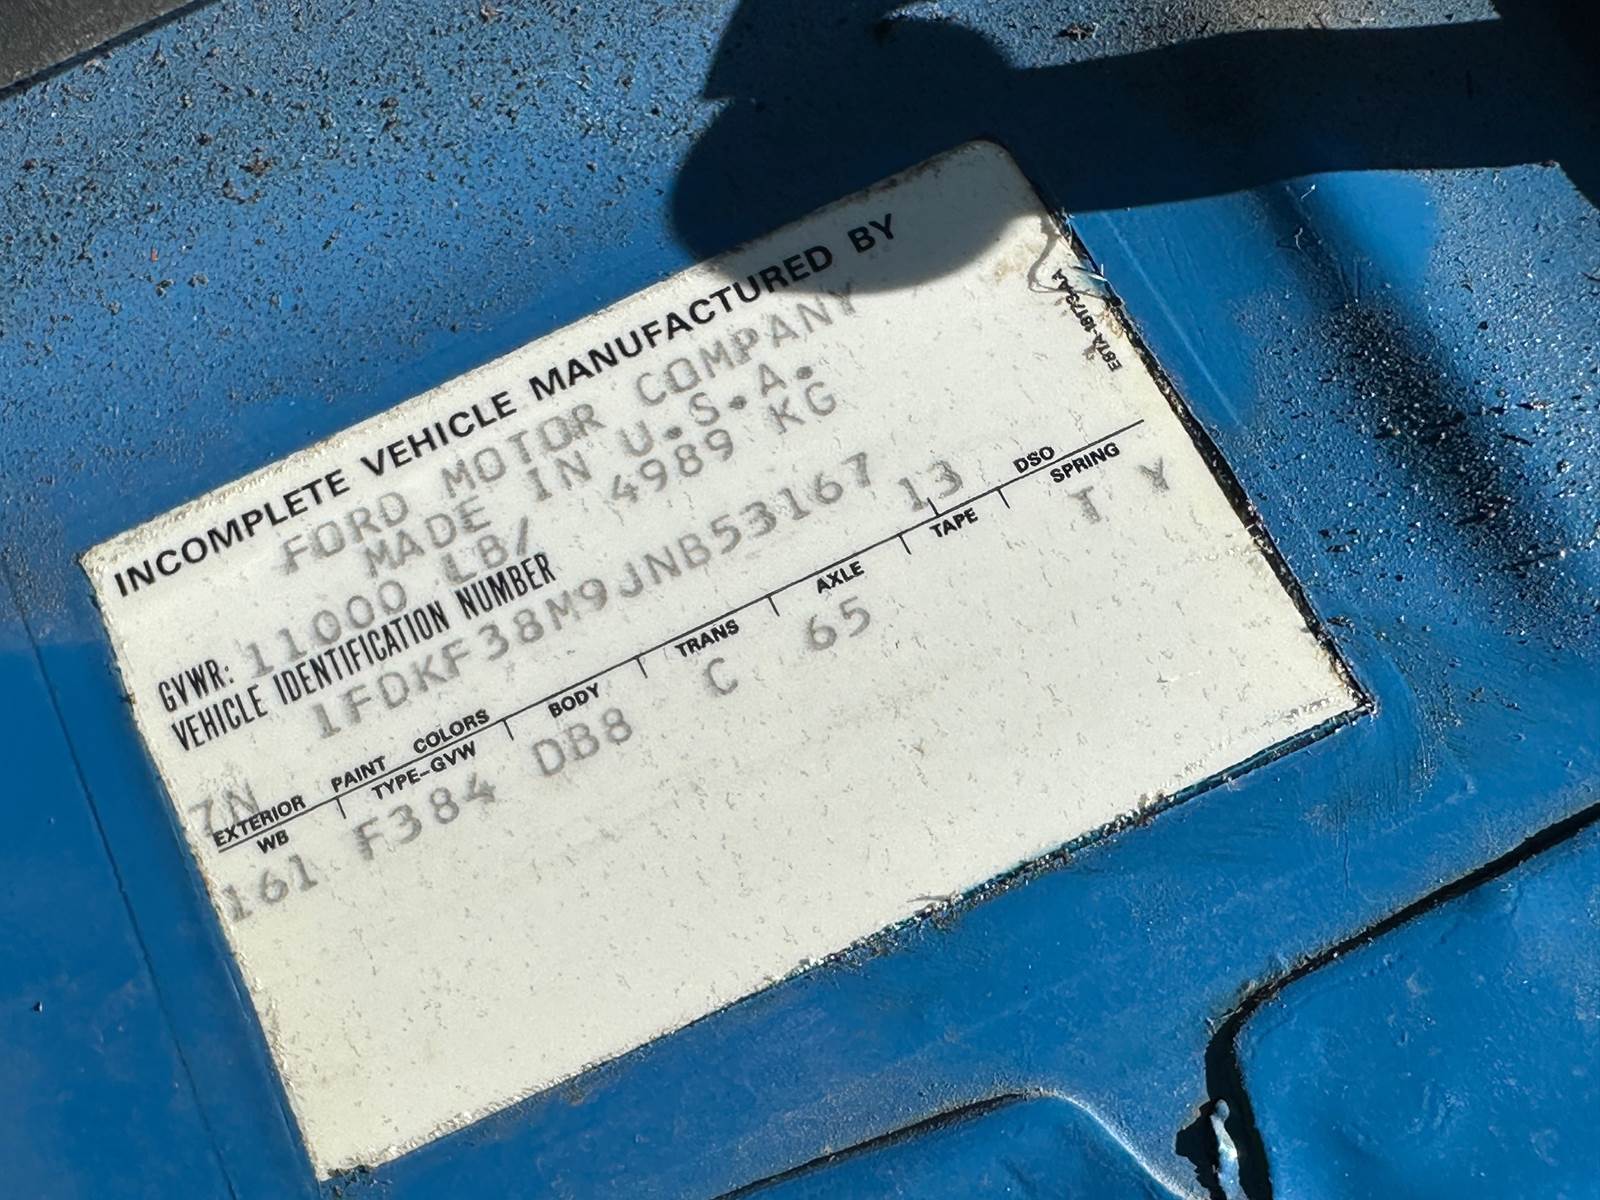 INCOMPLETE VEHICLE MANUFACTURED BY
FORD MOTOR COMPANY
MADE IN U.S.A.
GVWR: 11000 LB/ 4989 KG
VEHICLE IDENTIFICATION NUMBER
1FDKF38M9JNB53167 13
7N
EXTERIOR PAINT COLORS DSO
WB TYPE-GVW BODY TRANS AXLE TAPE SPRING
161 F384 DB8 C 65 I Y